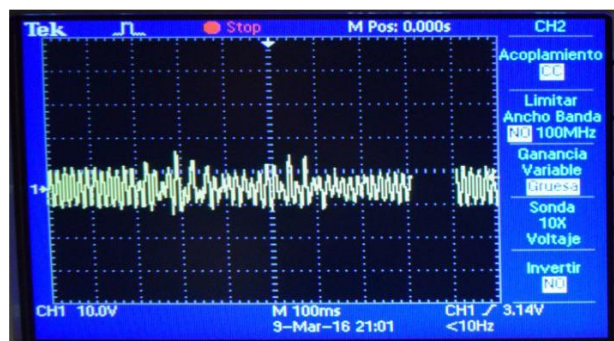 Tek Stop M Pos: 0.000s CH2
Acoplamiento
CC
Limitar
Ancho Banda
NO 100MHz
Ganancia
Variable
Gruesa
Sonda
10X
Voltaje
Invertir
NO
1
CH1 10.0V M 100ms CH1 3.14V
9-Mar-16 21:01 <10Hz